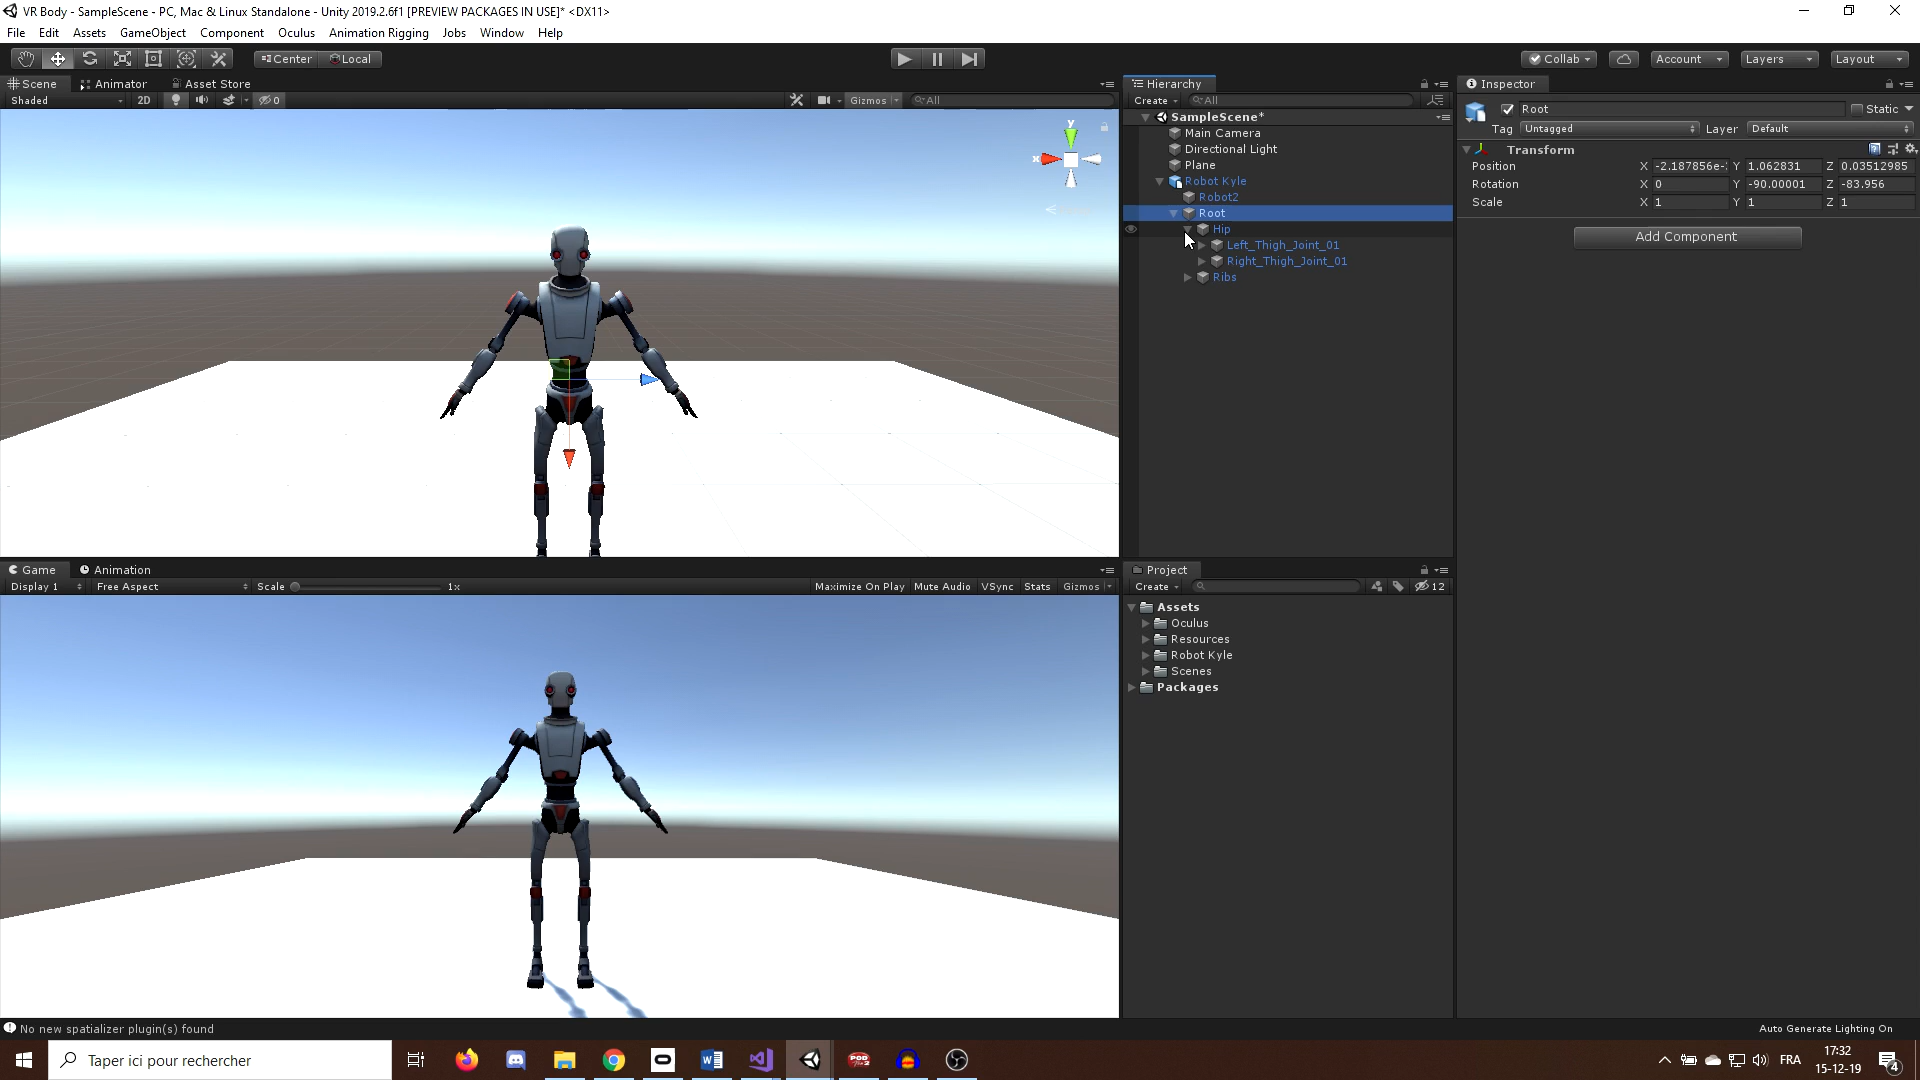 VR Body - SampleScene - PC, Mac & Linux Standalone - Unity 2019.2.6f1 [PREVIEW PACKAGES IN USE]* <DX11>
File Edit Assets GameObject Component Oculus Animation Rigging Jobs Window Help
Center Local Collab Account Layers Layout
Scene Animator Asset Store
Shaded 2D 0 Gizmos All
y
x
Hierarchy
Create All
SampleScene*
Main Camera
Directional Light
Plane
Robot Kyle
Robot2
Root
Hip
Left_Thigh_Joint_01
Right_Thigh_Joint_01
Ribs
Inspector
Root Static
Tag Untagged Layer Default
Transform
Position X -2.187856e- Y 1.062831 Z 0.03512985
Rotation X 0 Y -90.00001 Z -83.956
Scale X 1 Y 1 Z 1
Add Component
Game Animation
Display 1 Free Aspect Scale 1x Maximize On Play Mute Audio VSync Stats Gizmos
Project
Create 12
Assets
Oculus
Resources
Robot Kyle
Scenes
Packages
No new spatializer plugin(s) found
Auto Generate Lighting On
Taper ici pour rechercher
FRA
17:32
15-12-19
4